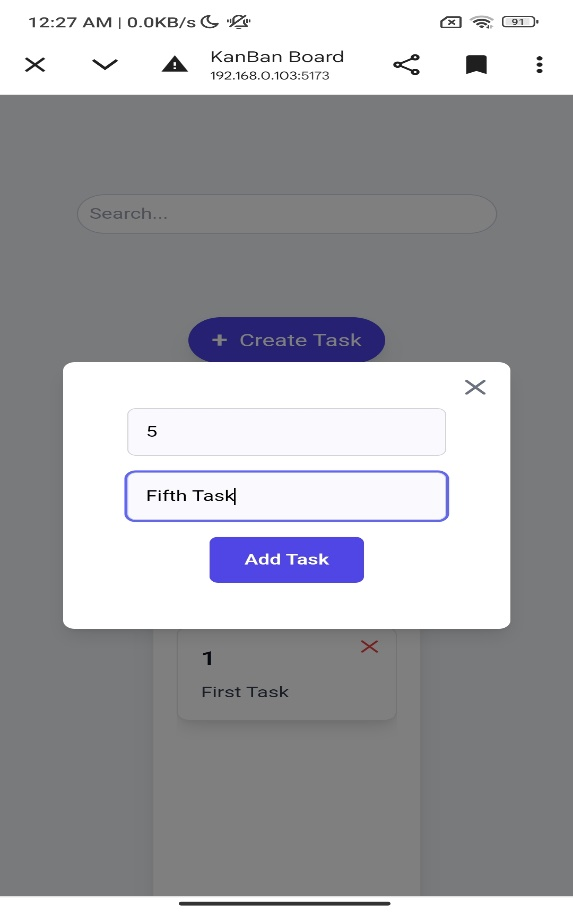 12:27 AM | 0.0KB/s
91
KanBan Board
192.168.0.103:5173
Search...
+ Create Task
5
Fifth Task
Add Task
1
First Task